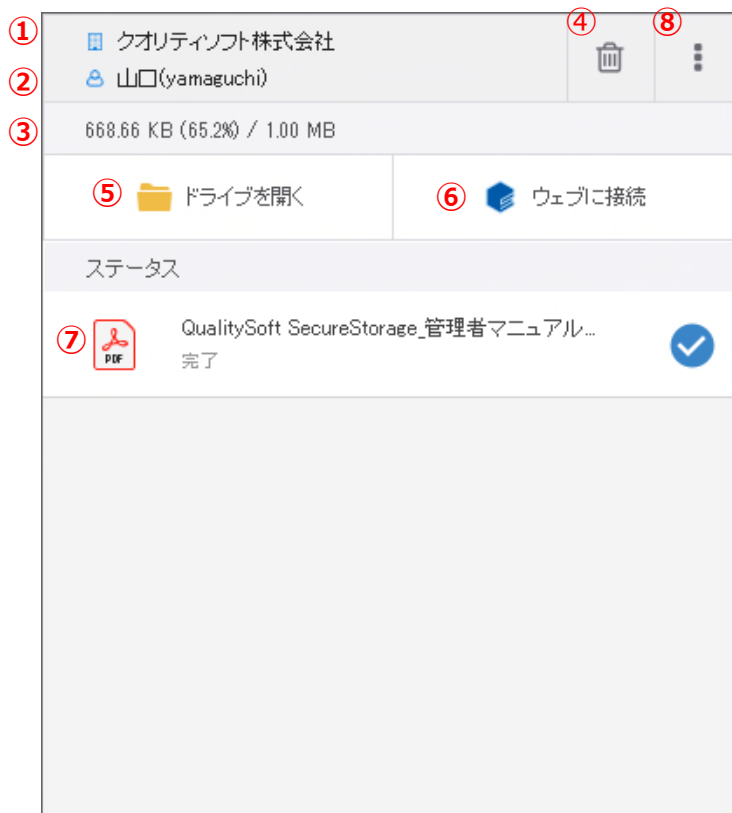 ① クオリティソフト株式会社 ④ ⑧
② 山口(yamaguchi)
③ 668.66 KB (65.2%) / 1.00 MB
⑤ ドライブを開く ⑥ ウェブに接続
ステータス
⑦ PDF QualitySoft SecureStorage_管理者マニュアル...
完了